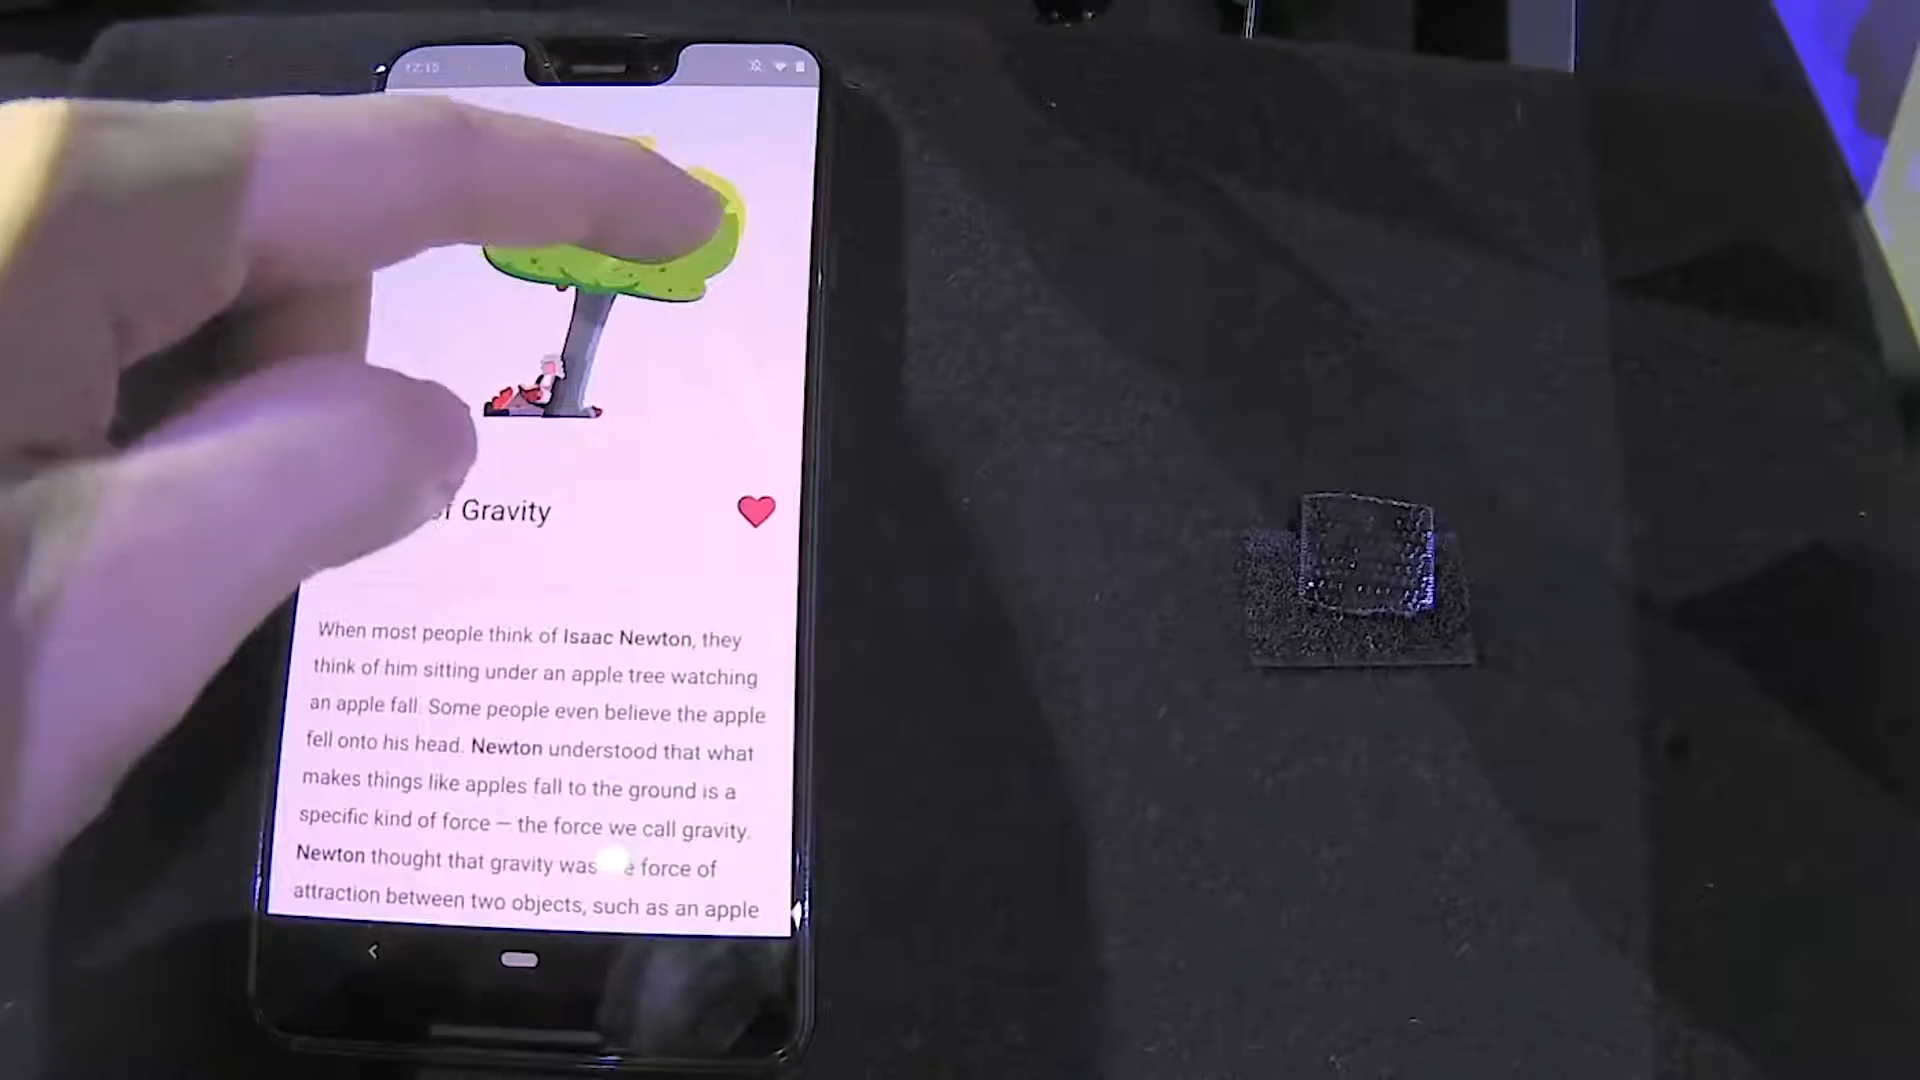 12:15
of Gravity
When most people think of Isaac Newton, they
think of him sitting under an apple tree watching
an apple fall. Some people even believe the apple
fell onto his head. Newton understood that what
makes things like apples fall to the ground is a
specific kind of force — the force we call gravity.
Newton thought that gravity was force of
attraction between two objects, such as an apple